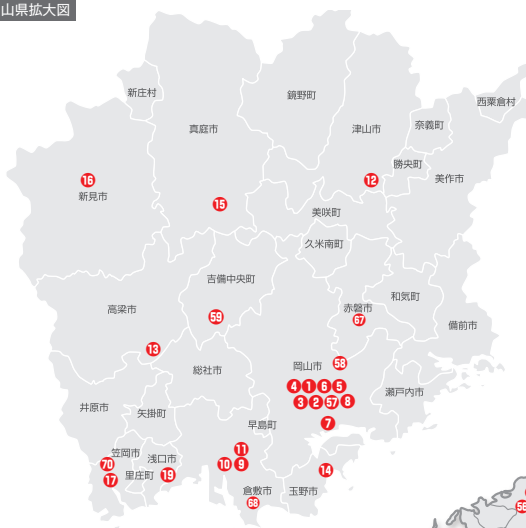 山県拡大図
新庄村
鏡野町
西粟倉村
真庭市
津山市
奈義町
勝央町
16
12
美作市
新見市
15
美咲町
久米南町
吉備中央町
和気町
高梁市
59
赤磐市
67
備前市
13
岡山市
58
総社市
4 1 6 5
瀬戸内市
3 2 57 8
井原市
矢掛町
早島町
7
笠岡市
11
浅口市
70
10 9
14
里庄町
19
17
倉敷市
玉野市
68
56